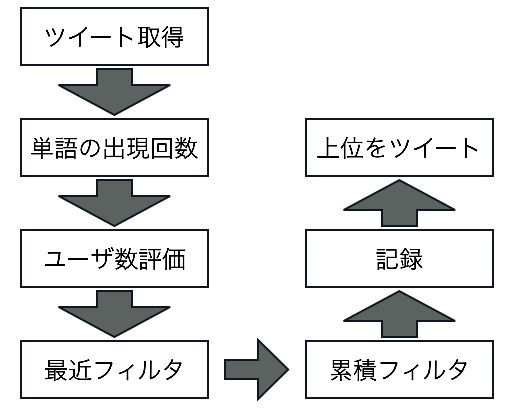 ツイート取得
単語の出現回数
ユーザ数評価
最近フィルタ
累積フィルタ
記録
上位をツイート